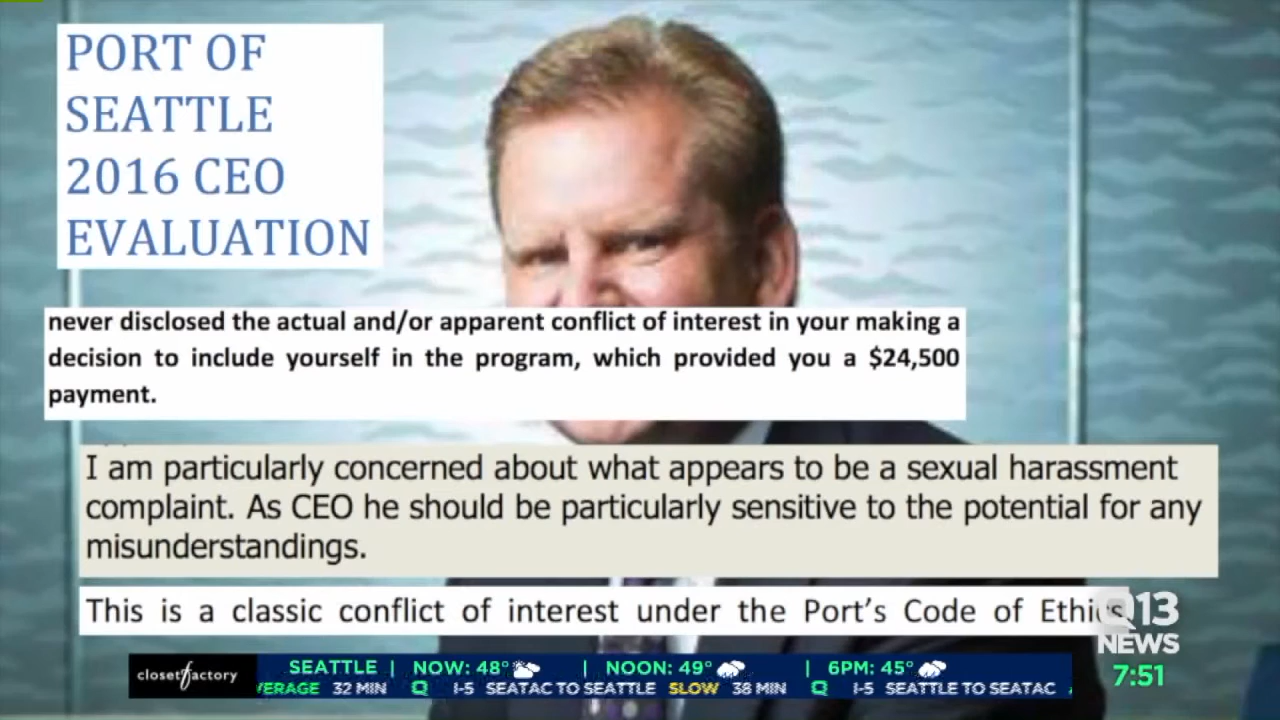 PORT OF
SEATTLE
2016 CEO
EVALUATION
never disclosed the actual and/or apparent conflict of interest in your making a
decision to include yourself in the program, which provided you a $24,500
payment.
I am particularly concerned about what appears to be a sexual harassment
complaint. As CEO he should be particularly sensitive to the potential for any
misunderstandings.
This is a classic conflict of interest under the Port's Code of Ethics
Q13
NEWS
7:51
closetfactory
SEATTLE | NOW: 48° | NOON: 49° | 6PM: 45°
VERAGE 32 MIN Q I-5 SEATAC TO SEATTLE SLOW 38 MIN Q I-5 SEATTLE TO SEATAC